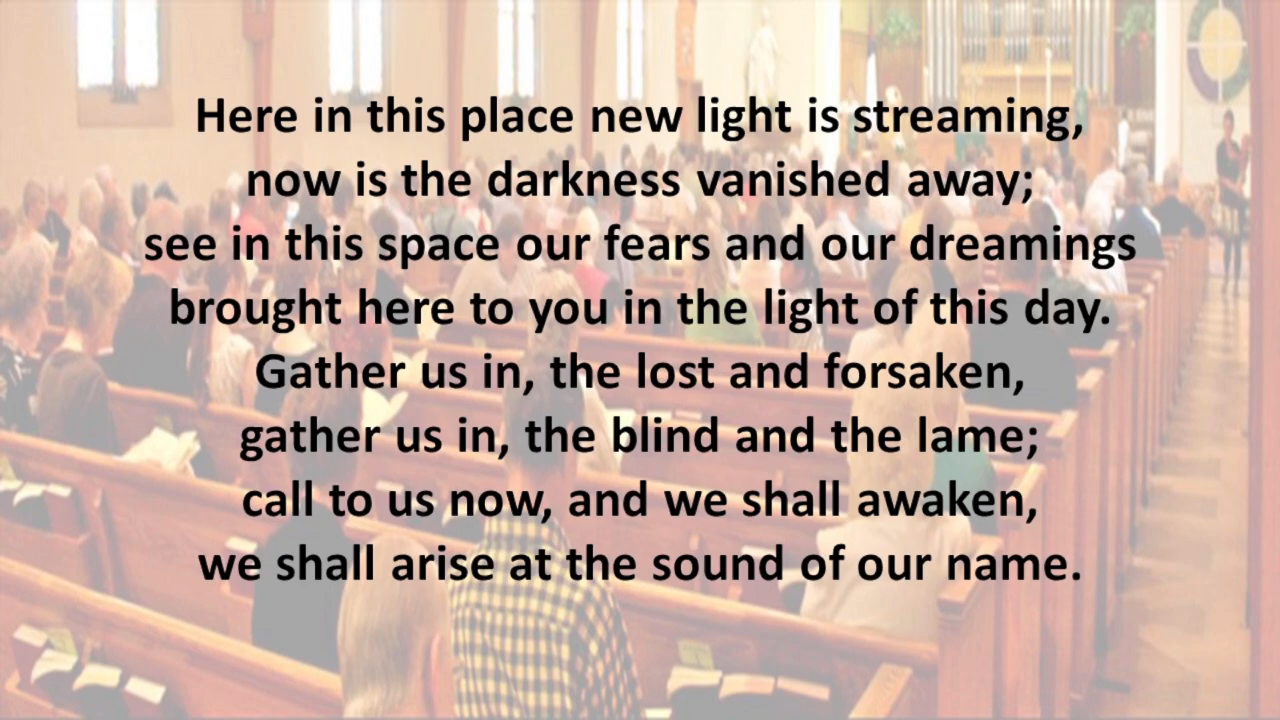 Here in this place new light is streaming,
now is the darkness vanished away;
see in this space our fears and our dreamings
brought here to you in the light of this day.
Gather us in, the lost and forsaken,
gather us in, the blind and the lame;
call to us now, and we shall awaken,
we shall arise at the sound of our name.